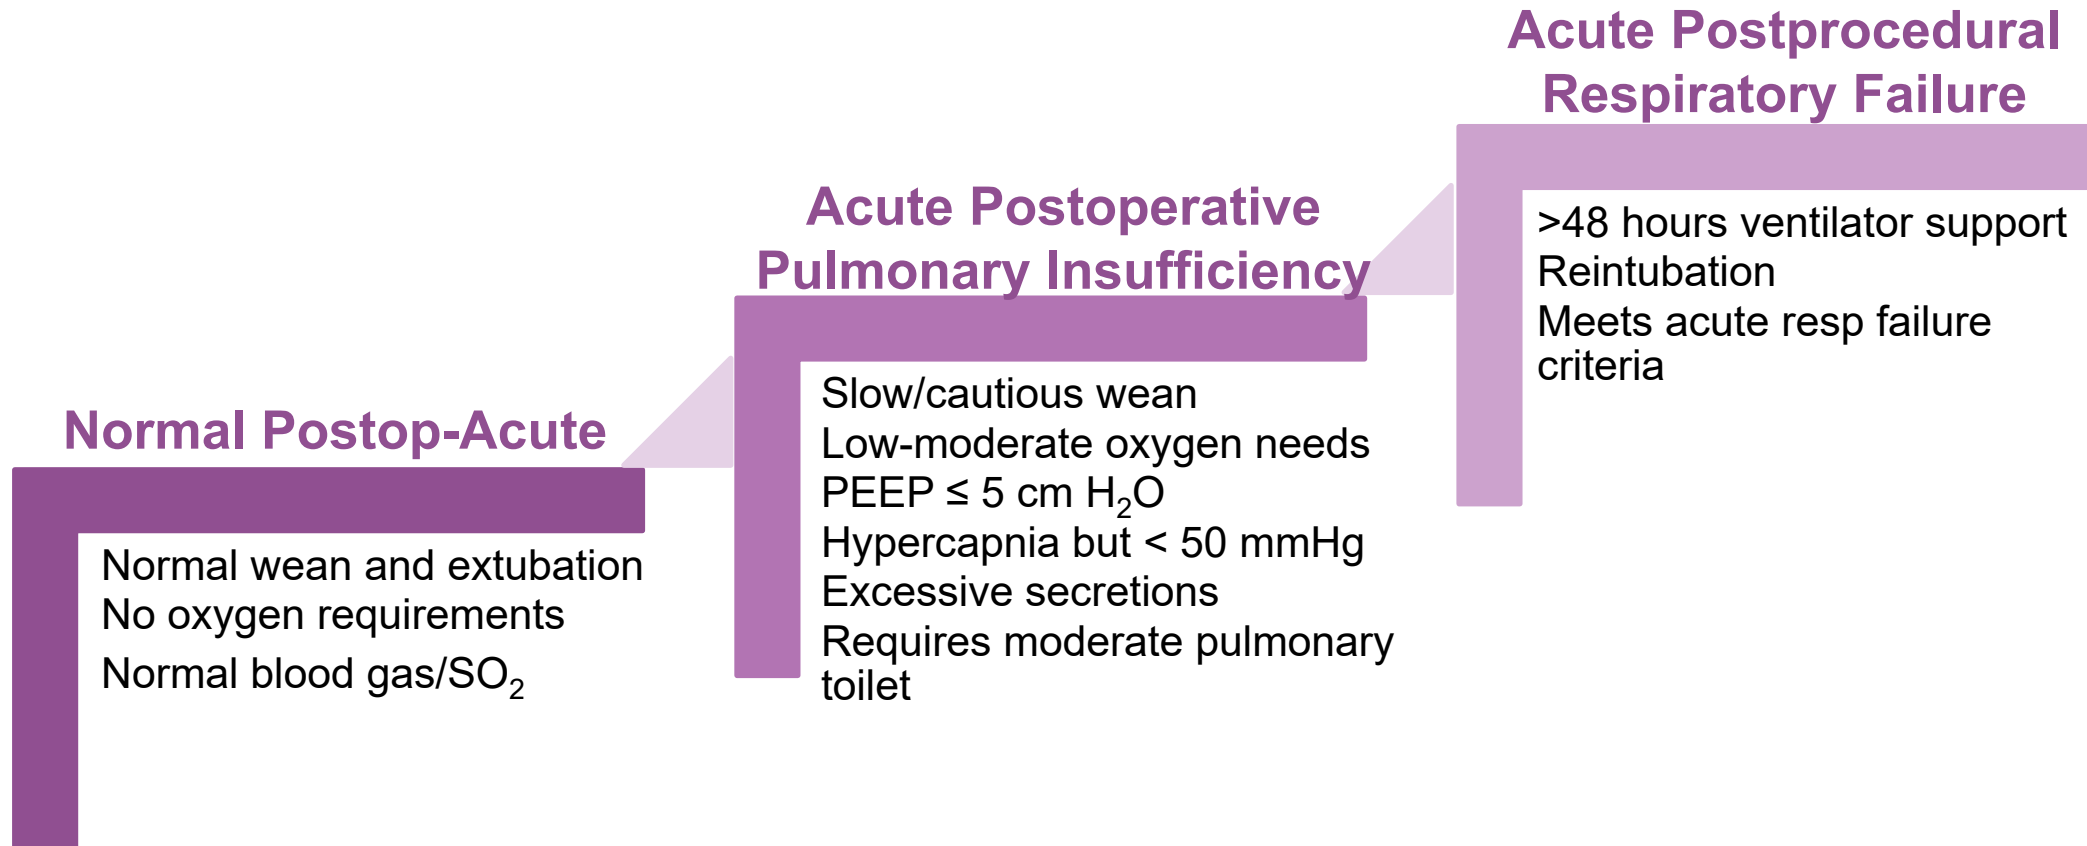 Normal Postop-Acute
Normal wean and extubation
No oxygen requirements
Normal blood gas/SO₂
Acute Postoperative
Pulmonary Insufficiency
Slow/cautious wean
Low-moderate oxygen needs
PEEP ≤ 5 cm H₂O
Hypercapnia but < 50 mmHg
Excessive secretions
Requires moderate pulmonary
toilet
Acute Postprocedural
Respiratory Failure
>48 hours ventilator support
Reintubation
Meets acute resp failure
criteria